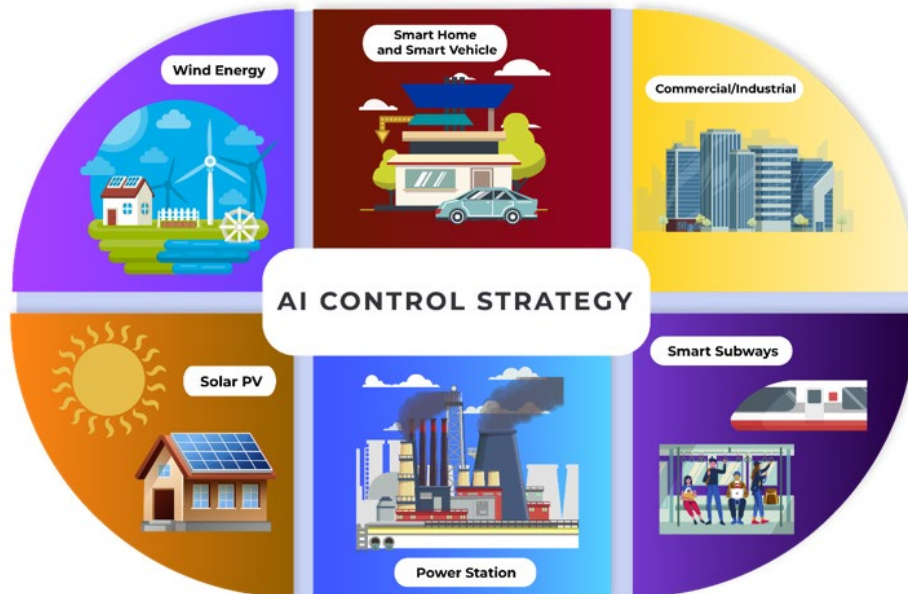 Wind Energy
Smart Home
and Smart Vehicle
Commercial/Industrial
AI CONTROL STRATEGY
Solar PV
Power Station
Smart Subways